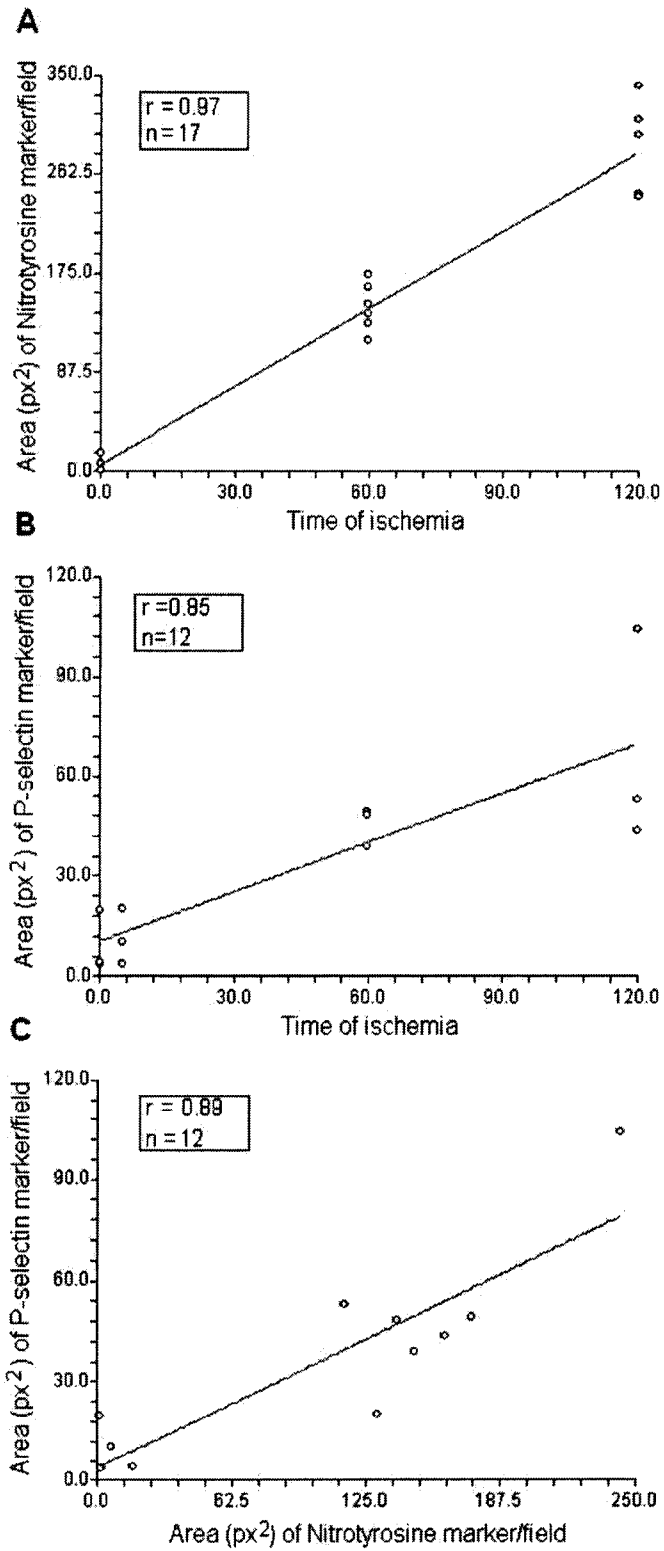 A
Area (px²) of Nitrotyrosine marker/field
350.0
262.5
175.0
87.5
0.0
r = 0.97
n = 17
0.0 30.0 60.0 90.0 120.0
Time of ischemia
B
Area (px²) of P-selectin marker/field
120.0
90.0
60.0
30.0
0.0
r =0.85
n=12
0.0 30.0 60.0 90.0 120.0
Time of ischemia
C
Area (px²) of P-selectin marker/field
120.0
90.0
60.0
30.0
0.0
r = 0.89
n = 12
0.0 62.5 125.0 187.5 250.0
Area (px²) of Nitrotyrosine marker/field